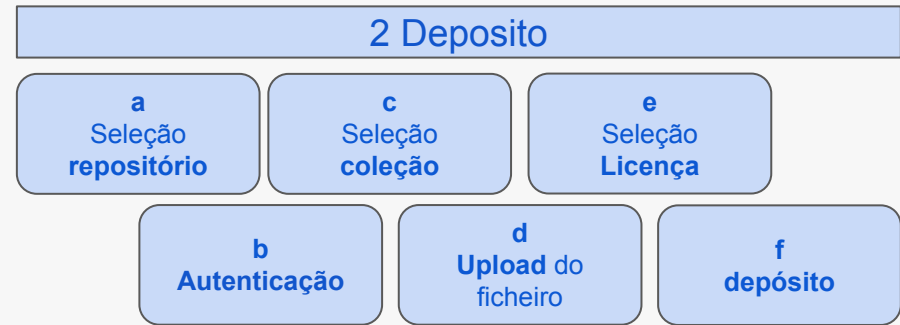 2 Deposito
a
Seleção
repositório
c
Seleção
coleção
e
Seleção
Licença
b
Autenticação
d
Upload do
ficheiro
f
depósito